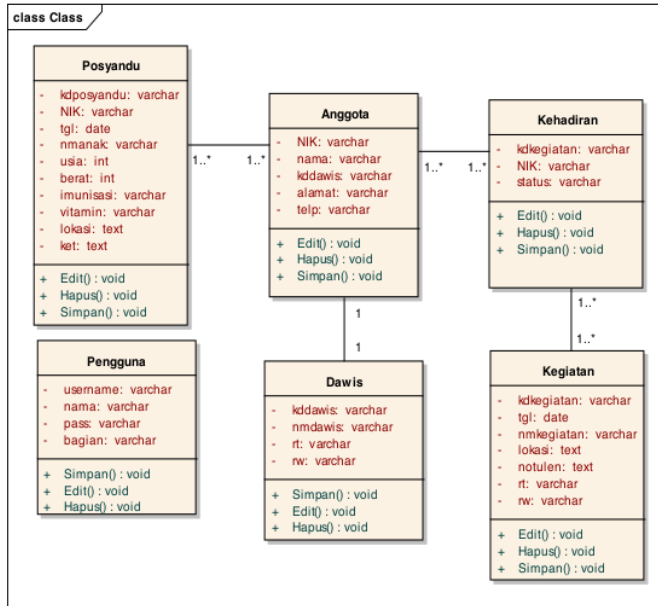 class Class
Posyandu
- kdposyandu: varchar
- NIK: varchar
- tgl: date
- nmanak: varchar
- usia: int
- berat: int
- imunisasi: varchar
- vitamin: varchar
- lokasi: text
- ket: text
+ Edit() : void
+ Hapus() : void
+ Simpan() : void
1..*
1..*
Anggota
- NIK: varchar
- nama: varchar
- kddawis: varchar
- alamat: varchar
- telp: varchar
+ Edit() : void
+ Hapus() : void
+ Simpan() : void
1..*
1..*
Kehadiran
- kdkegiatan: varchar
- NIK: varchar
- status: varchar
+ Edit() : void
+ Hapus() : void
+ Simpan() : void
1
1
1..*
1..*
Pengguna
- username: varchar
- nama: varchar
- pass: varchar
- bagian: varchar
+ Simpan() : void
+ Edit() : void
+ Hapus() : void
Dawis
- kddawis: varchar
- nmdawis: varchar
- rt: varchar
- rw: varchar
+ Simpan() : void
+ Edit() : void
+ Hapus() : void
Kegiatan
- kdkegiatan: varchar
- tgl: date
- nmkegiatan: varchar
- lokasi: text
- notulen: text
- rt: varchar
- rw: varchar
+ Edit() : void
+ Hapus() : void
+ Simpan() : void